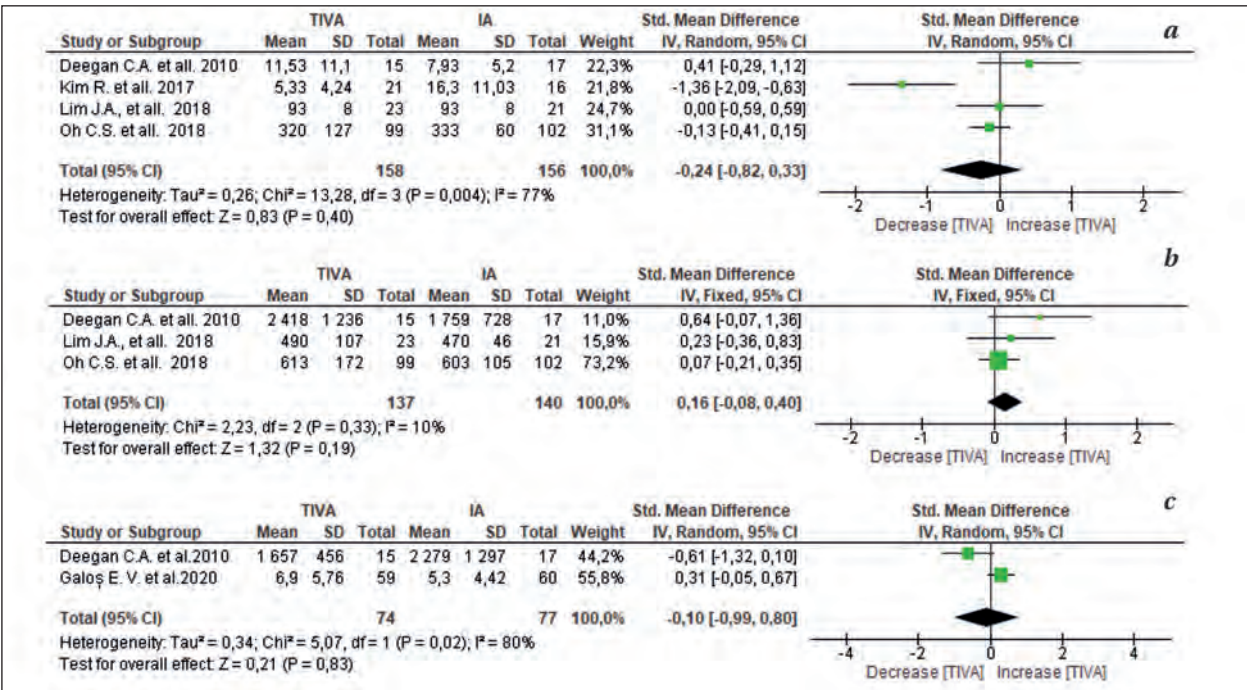 TIVA IA Std. Mean Difference Std. Mean Difference a
Study or Subgroup Mean SD Total Mean SD Total Weight IV, Random, 95% CI IV, Random, 95% CI
Deegan C.A. et all. 2010 11,53 11,1 15 7,93 5,2 17 22,3% 0,41 [-0,29, 1,12]
Kim R. et all. 2017 5,33 4,24 21 16,3 11,03 16 21,8% -1,36 [-2,09, -0,63]
Lim J.A., et all. 2018 93 8 23 93 8 21 24,7% 0,00 [-0,59, 0,59]
Oh C.S. et all. 2018 320 127 99 333 60 102 31,1% -0,13 [-0,41, 0,15]
Total (95% CI) 158 156 100,0% -0,24 [-0,82, 0,33]
Heterogeneity: Tau² = 0,26; Chi² = 13,28, df = 3 (P = 0,004); I² = 77%
Test for overall effect: Z = 0,83 (P = 0,40)
-2 -1 0 1 2
Decrease [TIVA] Increase [TIVA]
TIVA IA Std. Mean Difference Std. Mean Difference b
Study or Subgroup Mean SD Total Mean SD Total Weight IV, Fixed, 95% CI IV, Fixed, 95% CI
Deegan C.A. et all. 2010 2 418 1 236 15 1 759 728 17 11,0% 0,64 [-0,07, 1,36]
Lim J.A., et all. 2018 490 107 23 470 46 21 15,9% 0,23 [-0,36, 0,83]
Oh C.S. et all. 2018 613 172 99 603 105 102 73,2% 0,07 [-0,21, 0,35]
Total (95% CI) 137 140 100,0% 0,16 [-0,08, 0,40]
Heterogeneity: Chi² = 2,23, df = 2 (P = 0,33); I² = 10%
Test for overall effect: Z = 1,32 (P = 0,19)
-2 -1 0 1 2
Decrease [TIVA] Increase [TIVA]
TIVA IA Std. Mean Difference Std. Mean Difference c
Study or Subgroup Mean SD Total Mean SD Total Weight IV, Random, 95% CI IV, Random, 95% CI
Deegan C.A. et al.2010 1 657 456 15 2 279 1 297 17 44,2% -0,61 [-1,32, 0,10]
Galoş E. V. et al.2020 6,9 5,76 59 5,3 4,42 60 55,8% 0,31 [-0,05, 0,67]
Total (95% CI) 74 77 100,0% -0,10 [-0,99, 0,80]
Heterogeneity: Tau² = 0,34; Chi² = 5,07, df = 1 (P = 0,02); I² = 80%
Test for overall effect: Z = 0,21 (P = 0,83)
-4 -2 0 2 4
Decrease [TIVA] Increase [TIVA]